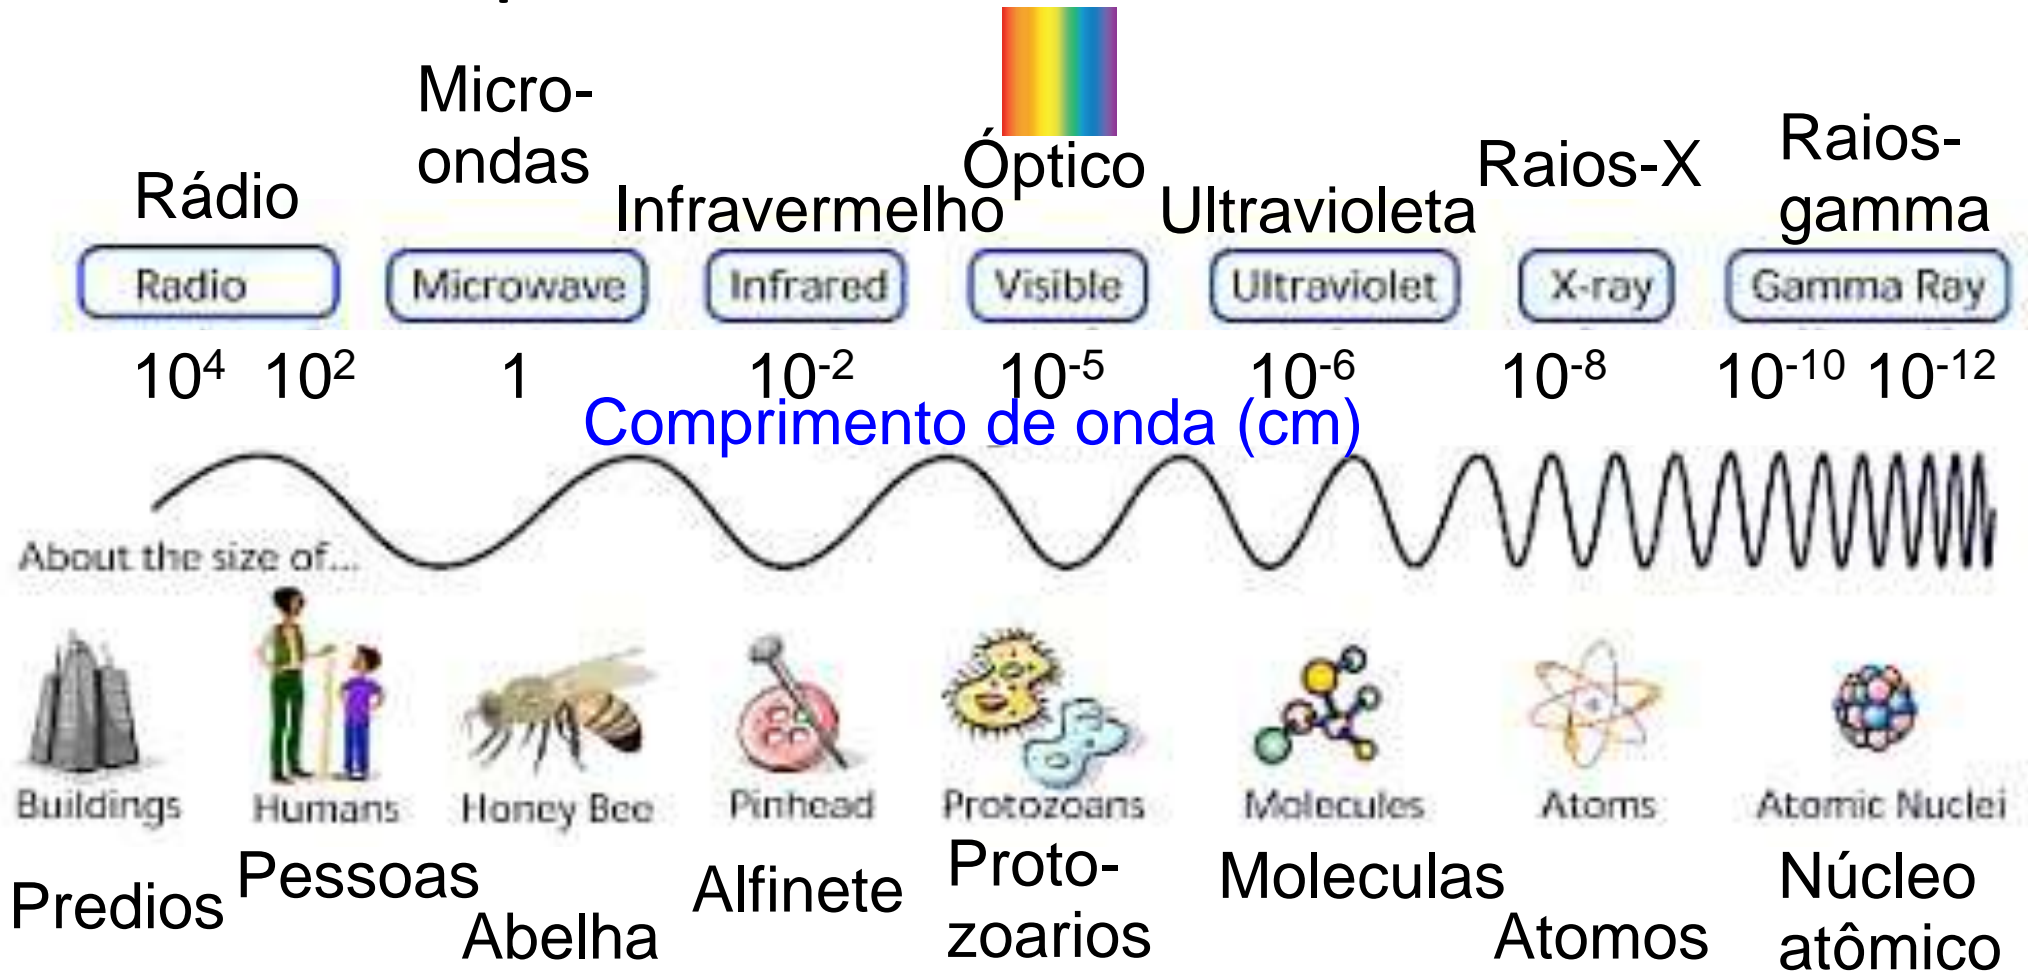 Micro-
ondas
Rádio
Infravermelho
Óptico
Ultravioleta
Raios-X
Raios-
gamma
Radio
Microwave
Infrared
Visible
Ultraviolet
X-ray
Gamma Ray
10⁴ 10² 1 10⁻² 10⁻⁵ 10⁻⁶ 10⁻⁸ 10⁻¹⁰ 10⁻¹²
Comprimento de onda (cm)
About the size of...
Buildings
Humans
Honey Bee
Pinhead
Protozoans
Molecules
Atoms
Atomic Nuclei
Predios
Pessoas
Abelha
Alfinete
Proto-
zoarios
Moleculas
Atomos
Núcleo
atômico